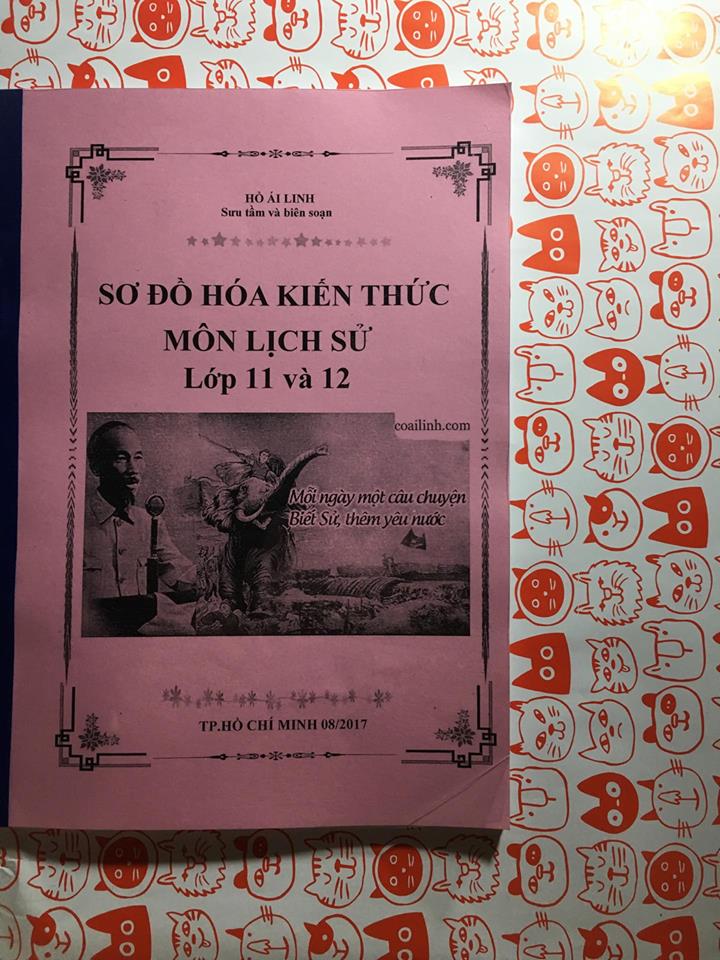 HỒ ÁI LINH
Sưu tầm và biên soạn
SƠ ĐỒ HÓA KIẾN THỨC
MÔN LỊCH SỬ
Lớp 11 và 12
coailinh.com
Mỗi ngày một câu chuyện
Biết Sử, thêm yêu nước
TP.HỒ CHÍ MINH 08/2017